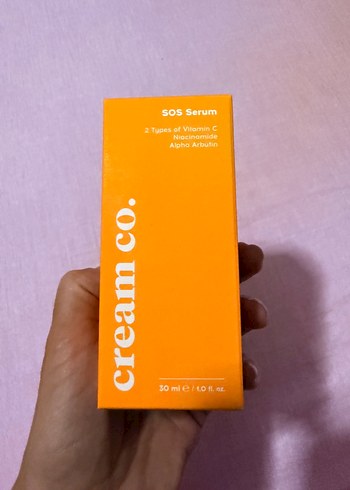 SOS Serum
2 Types of Vitamin C
Niacinamide
Alpha Arbutin
cream co.
30 ml ℮ / 1.0 fl. oz.